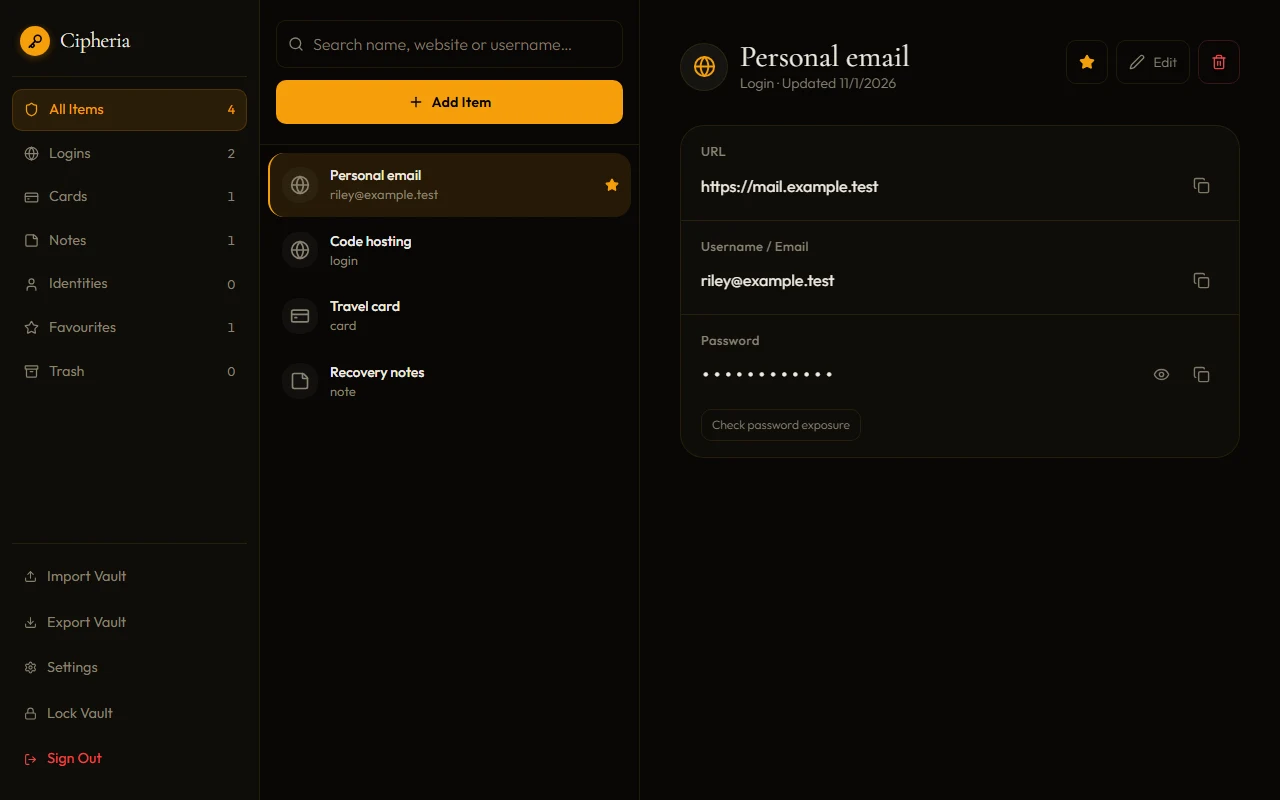 Cipheria
All Items 4
Logins 2
Cards 1
Notes 1
Identities 0
Favourites 1
Trash 0
Import Vault
Export Vault
Settings
Lock Vault
Sign Out
Search name, website or username...
+ Add Item
Personal email
riley@example.test
Code hosting
login
Travel card
card
Recovery notes
note
Personal email
Login · Updated 11/1/2026
Edit
URL
https://mail.example.test
Username / Email
riley@example.test
Password
••••••••••••
Check password exposure